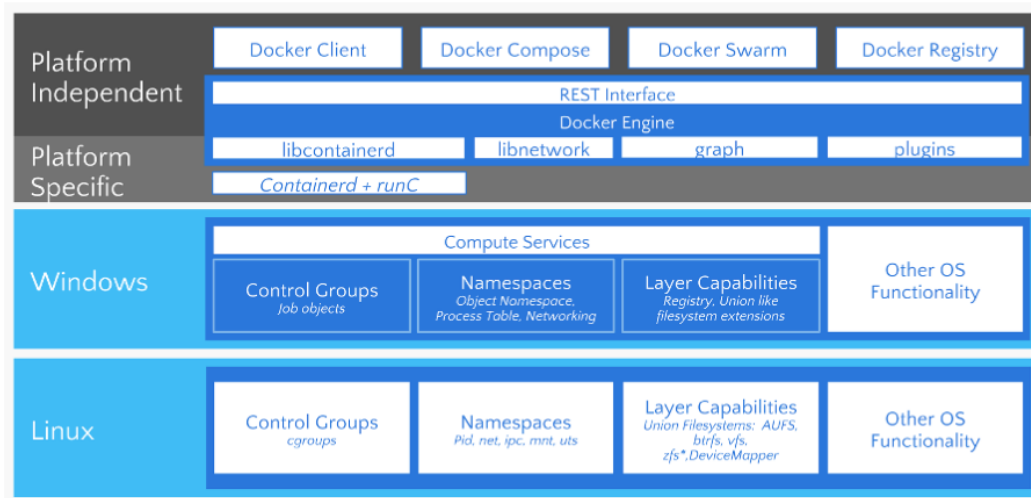 Platform
Independent
Docker Client
Docker Compose
Docker Swarm
Docker Registry
REST Interface
Docker Engine
Platform
Specific
libcontainerd
libnetwork
graph
plugins
Containerd + runC
Windows
Compute Services
Control Groups
Job objects
Namespaces
Object Namespace,
Process Table, Networking
Layer Capabilities
Registry, Union like
filesystem extensions
Other OS
Functionality
Linux
Control Groups
cgroups
Namespaces
Pid, net, ipc, mnt, uts
Layer Capabilities
Union Filesystems: AUFS,
btrfs, vfs,
zfs*,DeviceMapper
Other OS
Functionality